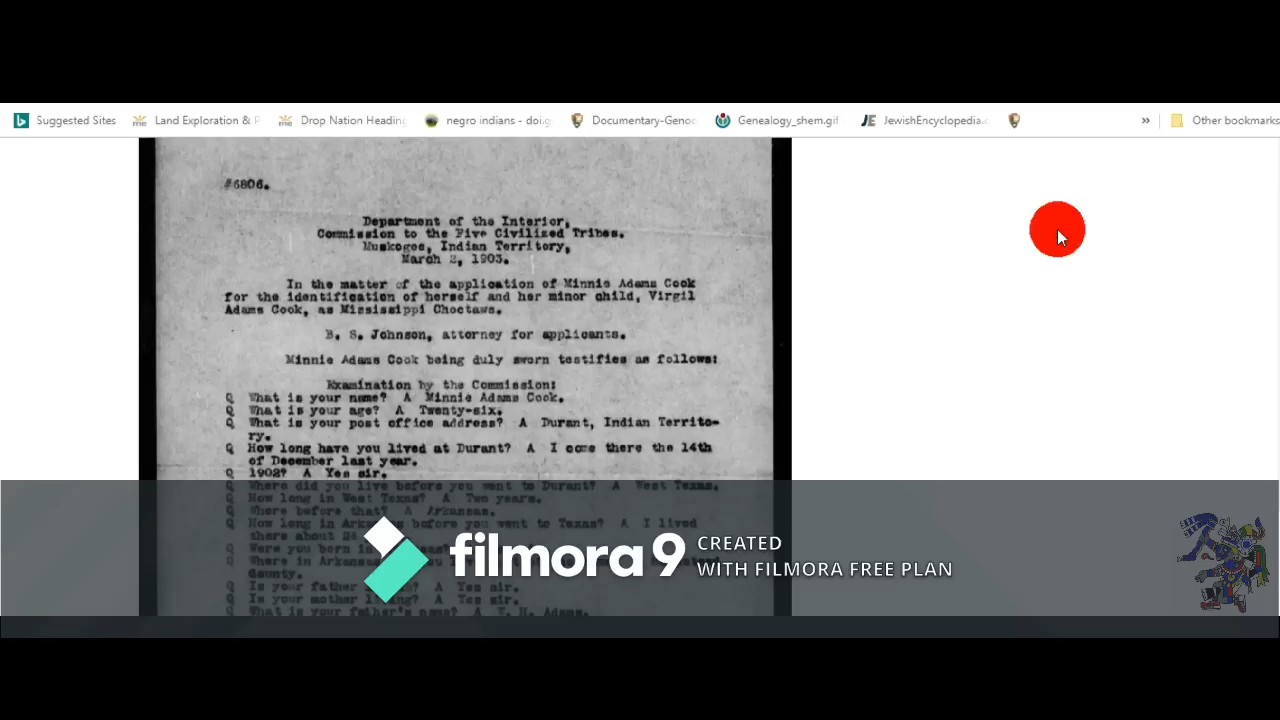 Suggested Sites
Land Exploration & P
Drop Nation Heading
negro indians - doi.g
Documentary-Genoc
Genealogy_shem.gif
JE JewishEncyclopedia.c
»
Other bookmarks
#6806.
Department of the Interior,
Commission to the Five Civilized Tribes.
Muskogee, Indian Territory,
March 2, 1903.
In the matter of the application of Minnie Adams Cook
for the identification of herself and her minor child, Virgil
Adams Cook, as Mississippi Choctaws.
B. S. Johnson, attorney for applicants.
Minnie Adams Cook being duly sworn testifies as follows:
Examination by the Commission:
Q What is your name? A Minnie Adams Cook.
Q What is your age? A Twenty-six.
Q What is your post office address? A Durant, Indian Territo-
ry.
Q How long have you lived at Durant? A I come there the 14th
of December last year.
Q 1902? A Yes sir.
Q Where did you live before you went to Durant? A West Texas.
Q How long in West Texas? A Two years.
Q Where before that? A Arkansas.
Q How long in Arkansas before you went to Texas? A I lived
there about
Q Were you born in
Q Where in Arkansas
County.
Q Is your father A Yes sir.
Q Is your mother living? A Yes sir.
Q What is your father's name? A Adams.
filmora9 CREATED
WITH FILMORA FREE PLAN